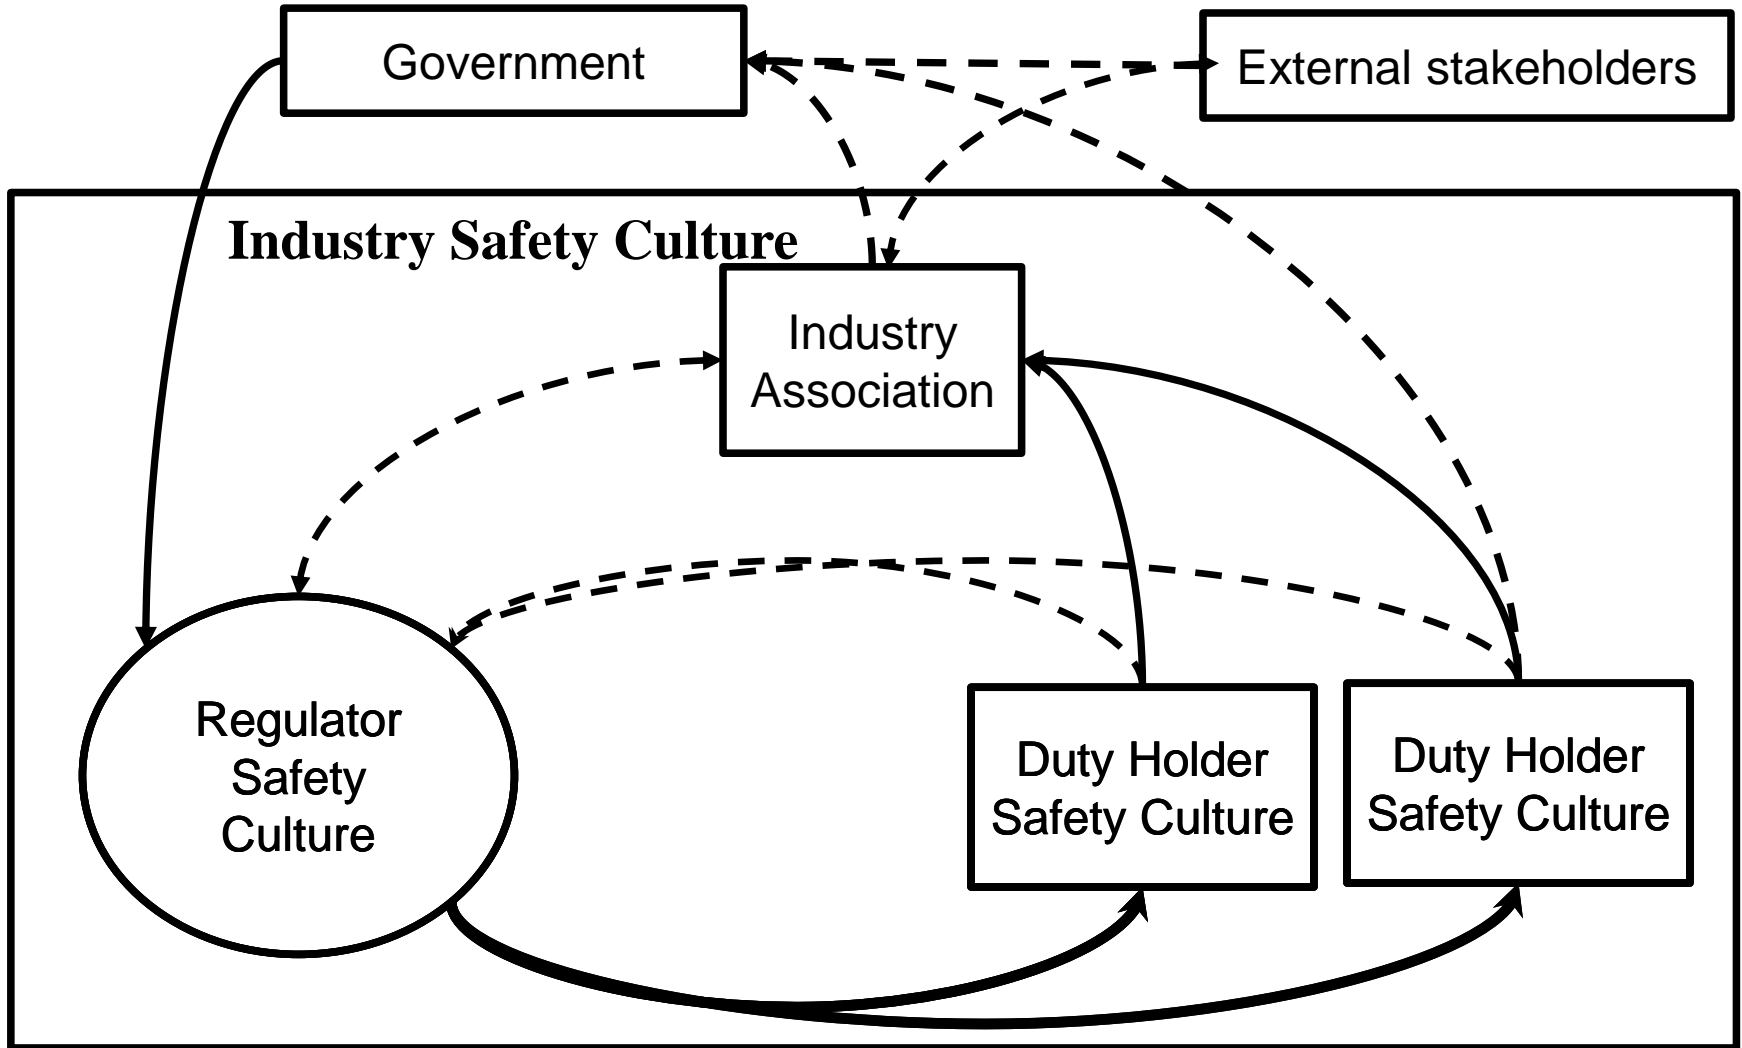 Government
External stakeholders
Industry Safety Culture
Industry
Association
Regulator
Safety
Culture
Duty Holder
Safety Culture
Duty Holder
Safety Culture